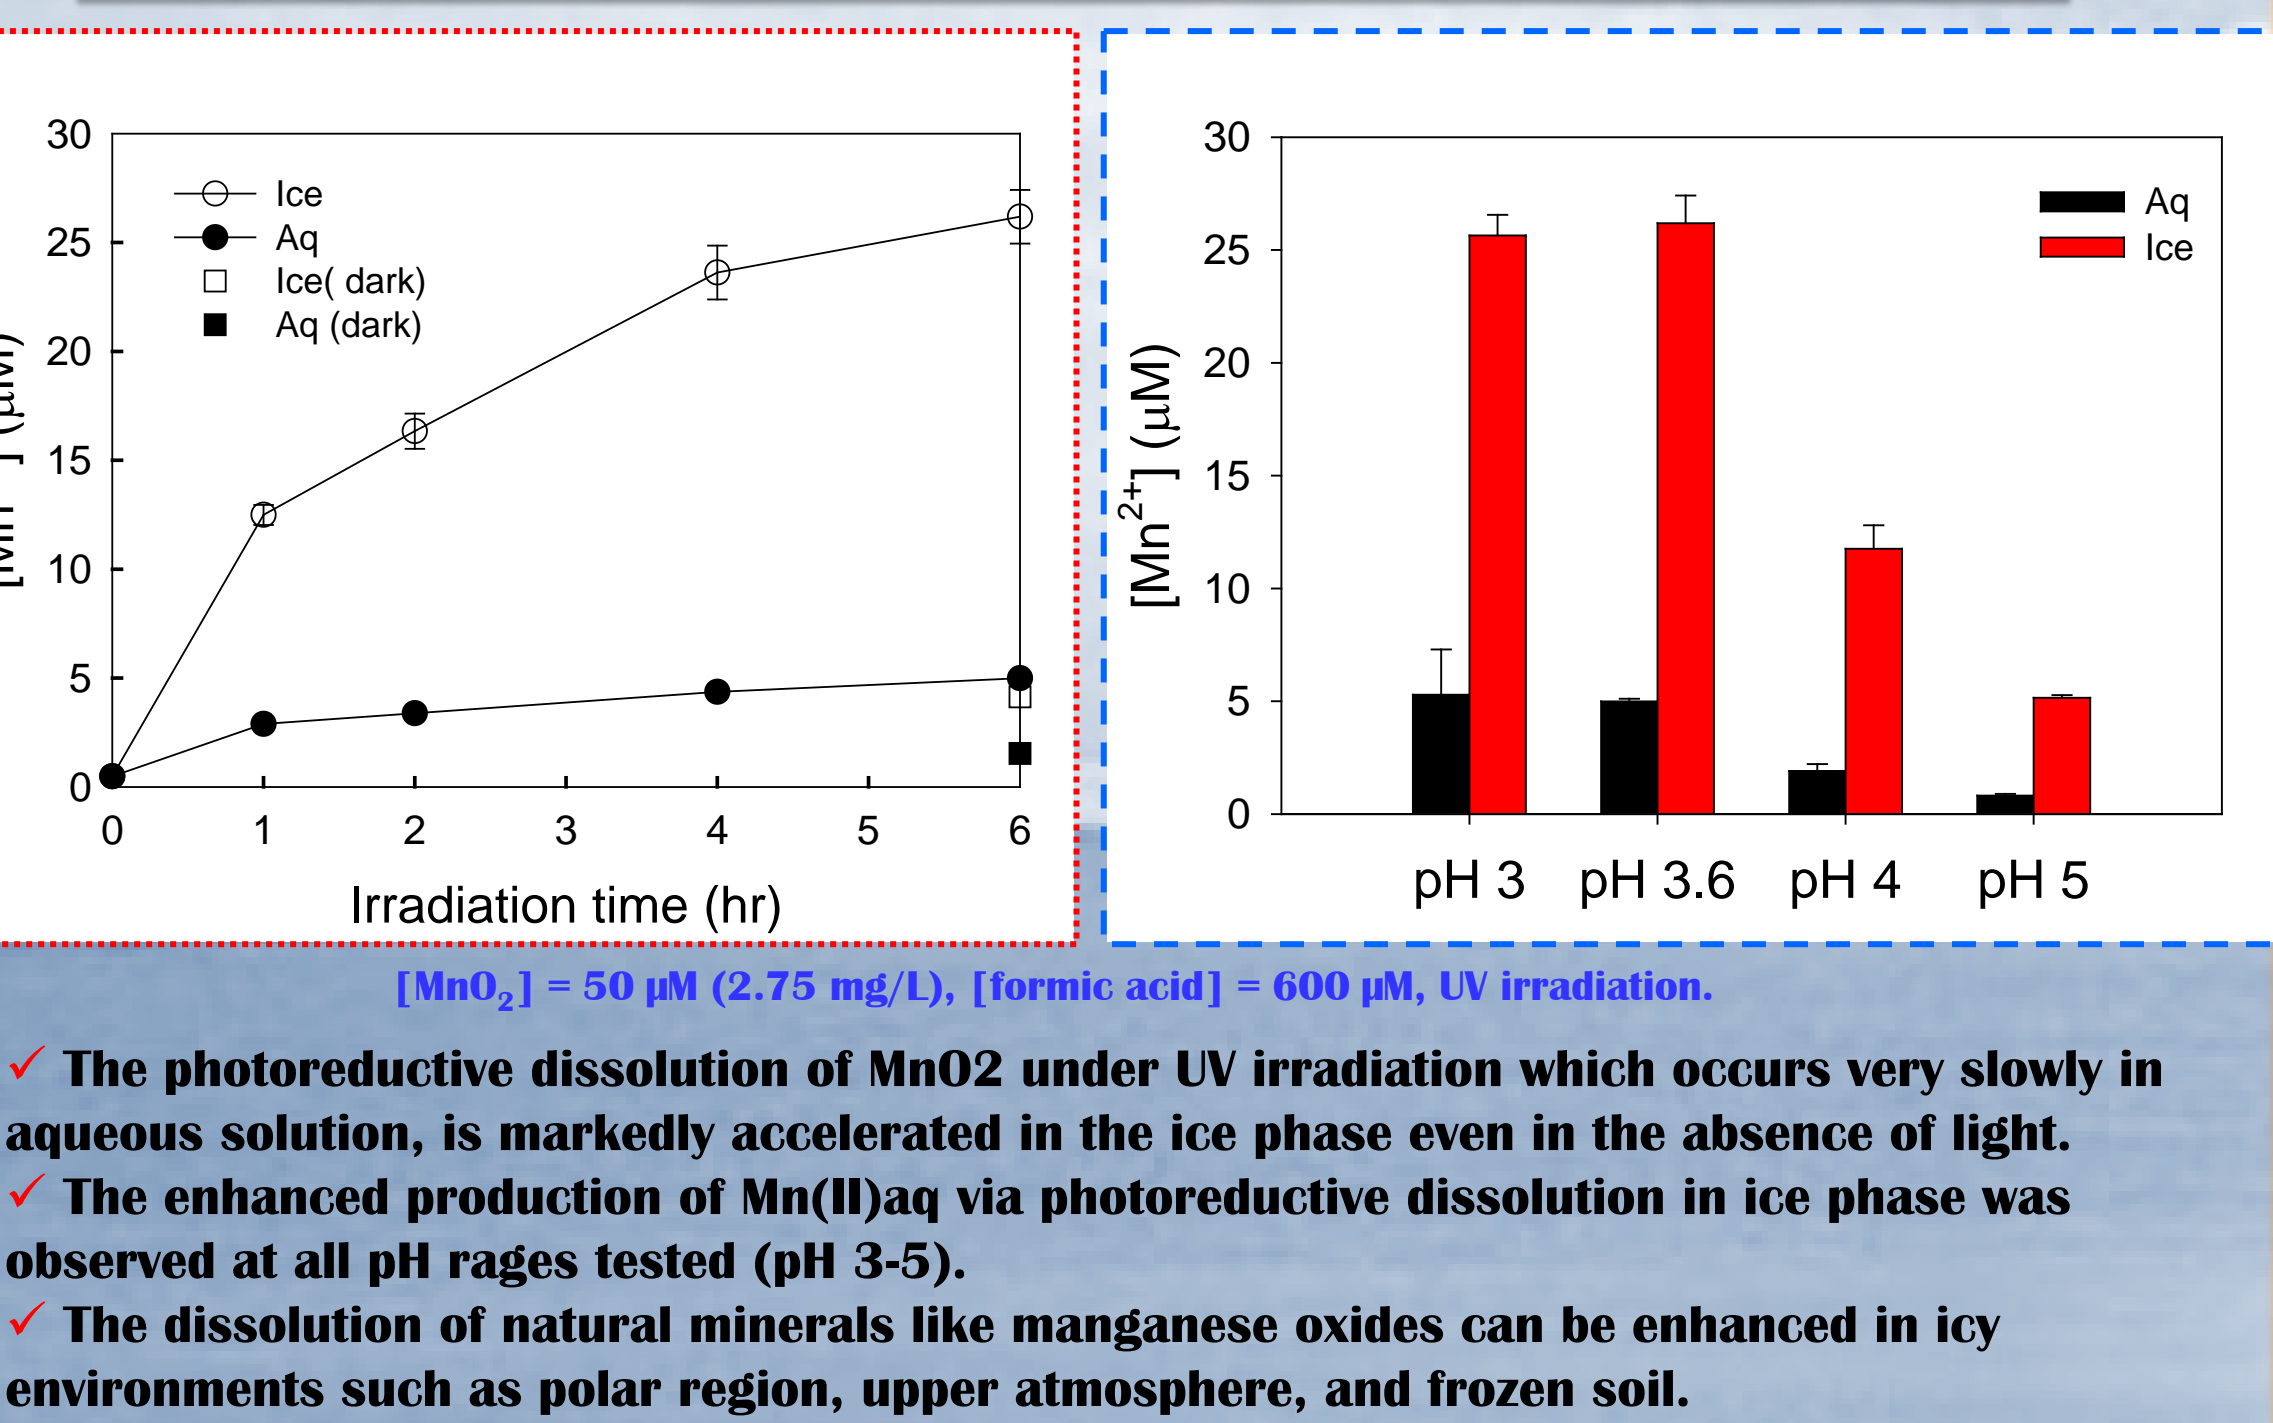 30
25
20
15
10
5
0
Ice
Aq
Ice( dark)
Aq (dark)
0 1 2 3 4 5 6
Irradiation time (hr)
[Mn²⁺] (µM)
30
25
20
15
10
5
0
Aq
Ice
pH 3 pH 3.6 pH 4 pH 5
[MnO₂] = 50 µM (2.75 mg/L), [formic acid] = 600 µM, UV irradiation.
✓ The photoreductive dissolution of MnO2 under UV irradiation which occurs very slowly in
aqueous solution, is markedly accelerated in the ice phase even in the absence of light.
✓ The enhanced production of Mn(II)aq via photoreductive dissolution in ice phase was
observed at all pH rages tested (pH 3-5).
✓ The dissolution of natural minerals like manganese oxides can be enhanced in icy
environments such as polar region, upper atmosphere, and frozen soil.